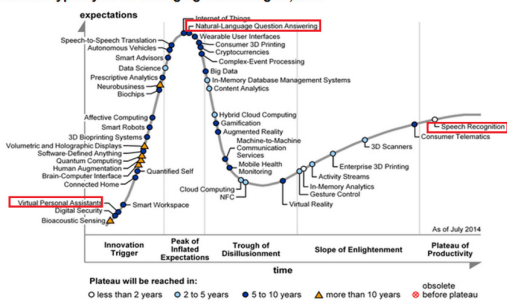 expectations
Internet of Things
Natural-Language Question Answering
Wearable User Interfaces
Speech-to-Speech Translation
Consumer 3D Printing
Autonomous Vehicles
Cryptocurrencies
Smart Advisors
Complex-Event Processing
Data Science
Big Data
Prescriptive Analytics
In-Memory Database Management Systems
Neurobusiness
Content Analytics
Biochips
Hybrid Cloud Computing
Affective Computing
Gamification
Smart Robots
Augmented Reality
3D Bioprinting Systems
Machine-to-Machine
Communication
Services
Volumetric and Holographic Displays
Software-Defined Anything
Quantum Computing
Mobile Health
Monitoring
Human Augmentation
Quantified Self
Brain-Computer Interface
Connected Home
Cloud Computing
NFC
Virtual Reality
Gesture Control
In-Memory Analytics
Activity Streams
Enterprise 3D Printing
3D Scanners
Consumer Telematics
Speech Recognition
Virtual Personal Assistants
Smart Workspace
Digital Security
Bioacoustic Sensing
As of July 2014
Innovation
Trigger
Peak of
Inflated
Expectations
Trough of
Disillusionment
Slope of Enlightenment
Plateau of
Productivity
time
Plateau will be reached in:
less than 2 years
2 to 5 years
5 to 10 years
more than 10 years
obsolete
before plateau